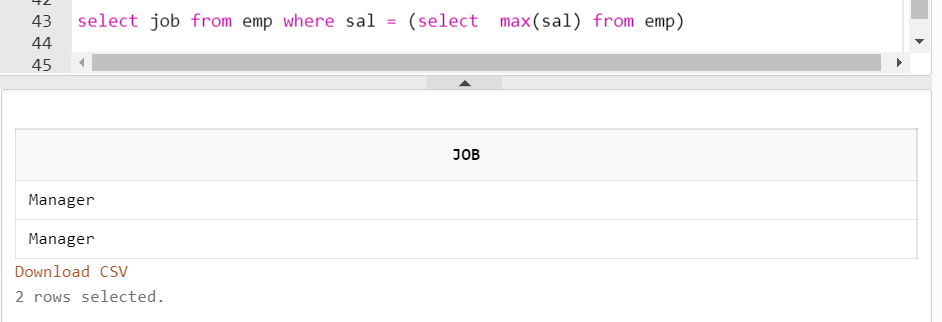 42
43 select job from emp where sal = (select  max(sal) from emp)
44
45
JOB
Manager
Manager
Download CSV
2 rows selected.